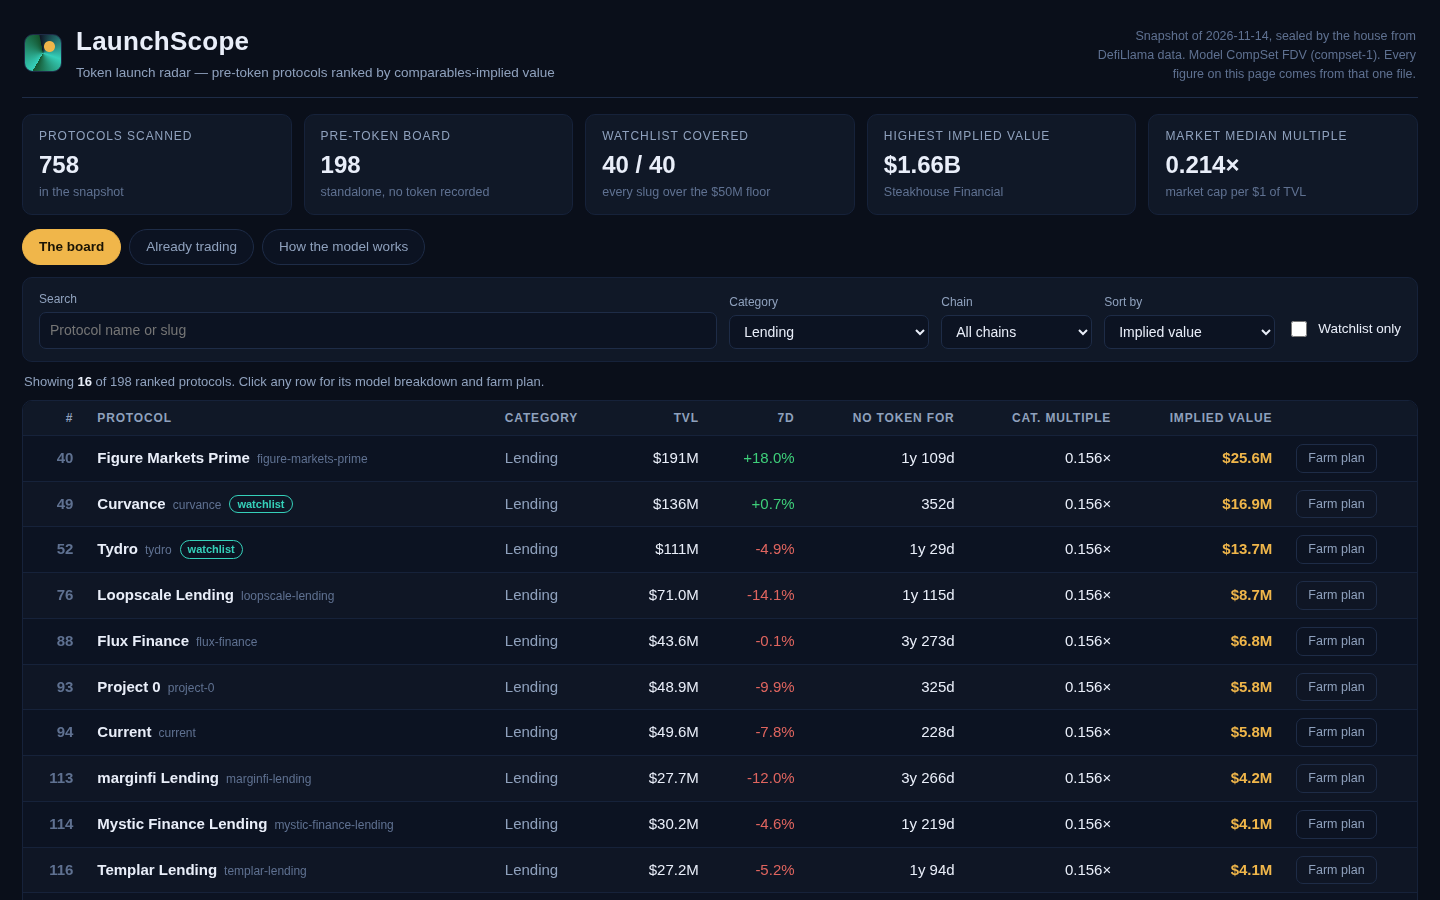 LaunchScope
Token launch radar — pre-token protocols ranked by comparables-implied value
Snapshot of 2026-11-14, sealed by the house from
DefiLlama data. Model CompSet FDV (compset-1). Every
figure on this page comes from that one file.
PROTOCOLS SCANNED
758
in the snapshot
PRE-TOKEN BOARD
198
standalone, no token recorded
WATCHLIST COVERED
40 / 40
every slug over the $50M floor
HIGHEST IMPLIED VALUE
$1.66B
Steakhouse Financial
MARKET MEDIAN MULTIPLE
0.214×
market cap per $1 of TVL
The board Already trading How the model works
Search Category Chain Sort by
Protocol name or slug Lending All chains Implied value Watchlist only
Showing 16 of 198 ranked protocols. Click any row for its model breakdown and farm plan.
# PROTOCOL CATEGORY TVL 7D NO TOKEN FOR CAT. MULTIPLE IMPLIED VALUE
40 Figure Markets Prime figure-markets-prime Lending $191M +18.0% 1y 109d 0.156× $25.6M Farm plan
49 Curvance curvance watchlist Lending $136M +0.7% 352d 0.156× $16.9M Farm plan
52 Tydro tydro watchlist Lending $111M -4.9% 1y 29d 0.156× $13.7M Farm plan
76 Loopscale Lending loopscale-lending Lending $71.0M -14.1% 1y 115d 0.156× $8.7M Farm plan
88 Flux Finance flux-finance Lending $43.6M -0.1% 3y 273d 0.156× $6.8M Farm plan
93 Project 0 project-0 Lending $48.9M -9.9% 325d 0.156× $5.8M Farm plan
94 Current current Lending $49.6M -7.8% 228d 0.156× $5.8M Farm plan
113 marginfi Lending marginfi-lending Lending $27.7M -12.0% 3y 266d 0.156× $4.2M Farm plan
114 Mystic Finance Lending mystic-finance-lending Lending $30.2M -4.6% 1y 219d 0.156× $4.1M Farm plan
116 Templar Lending templar-lending Lending $27.2M -5.2% 1y 94d 0.156× $4.1M Farm plan